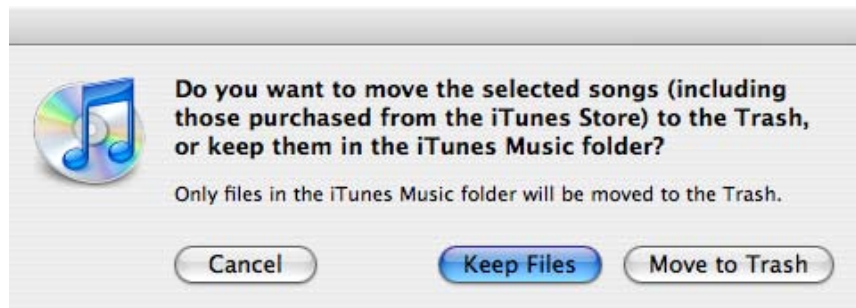 Do you want to move the selected songs (including
those purchased from the iTunes Store) to the Trash,
or keep them in the iTunes Music folder?
Only files in the iTunes Music folder will be moved to the Trash.
Cancel
Keep Files
Move to Trash